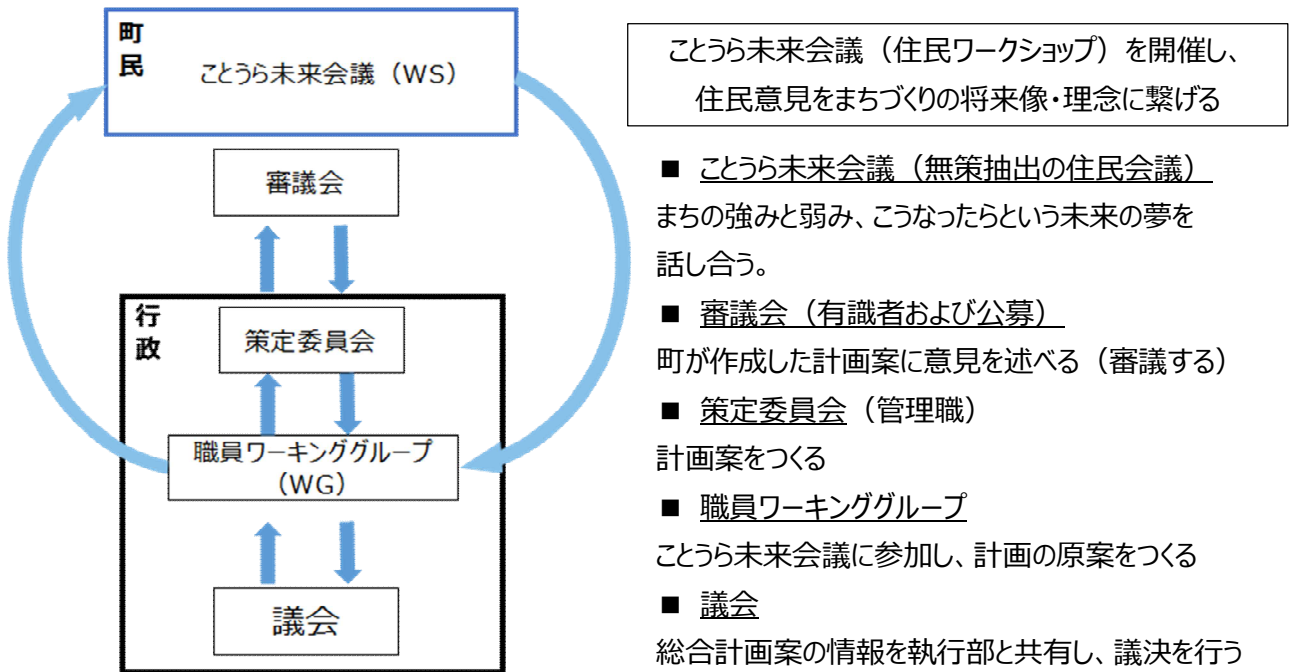 町
民
ことうら未来会議（WS）
審議会
行
政
策定委員会
職員ワーキンググループ
（WG）
議会
ことうら未来会議（住民ワークショップ）を開催し、
住民意見をまちづくりの将来像・理念に繋げる
■ ことうら未来会議（無策抽出の住民会議）
まちの強みと弱み、こうなったらという未来の夢を
話し合う。
■ 審議会（有識者および公募）
町が作成した計画案に意見を述べる（審議する）
■ 策定委員会（管理職）
計画案をつくる
■ 職員ワーキンググループ
ことうら未来会議に参加し、計画の原案をつくる
■ 議会
総合計画案の情報を執行部と共有し、議決を行う